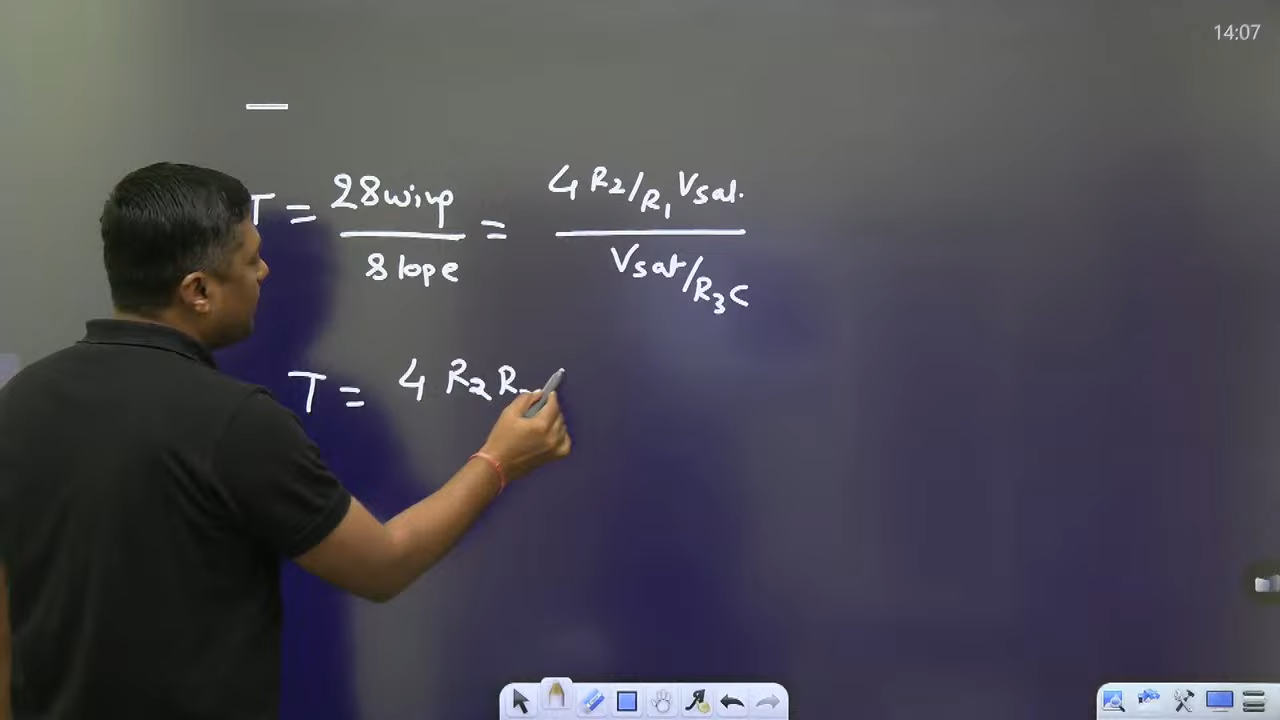 14:07
T = 2Swing/Slope = 4 R2/R1 Vsat./Vsat/R3C
T = 4 R2 R